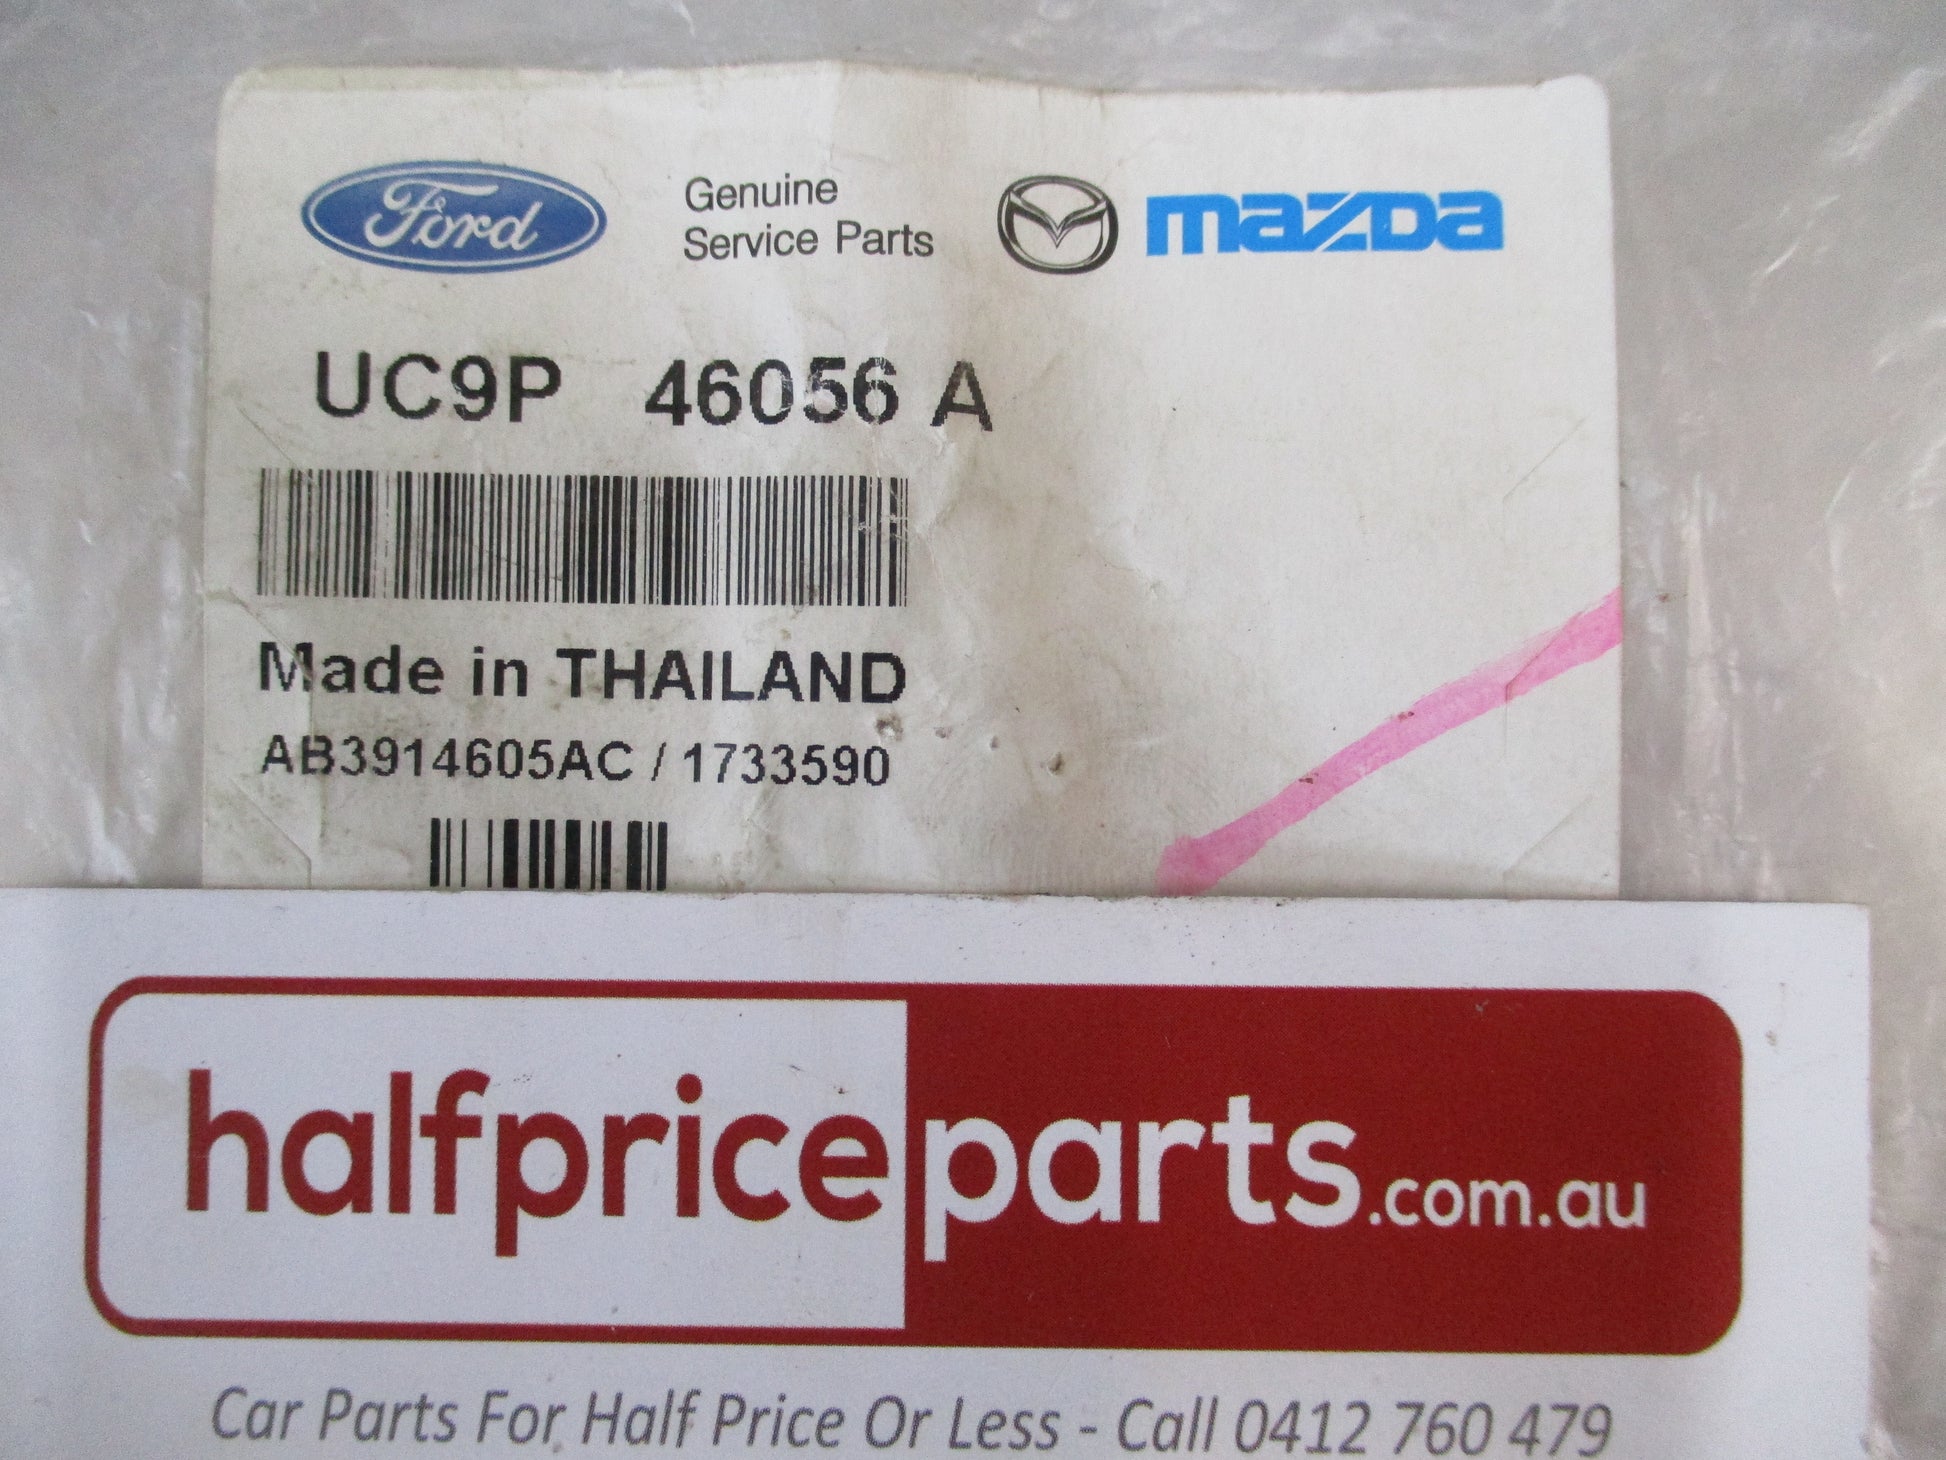 Ford Genuine Service Parts mazDa
UC9P 46056 A
Made in THAILAND
AB3914605AC / 1733590
halfpriceparts.com.au
Car Parts For Half Price Or Less - Call 0412 760 479